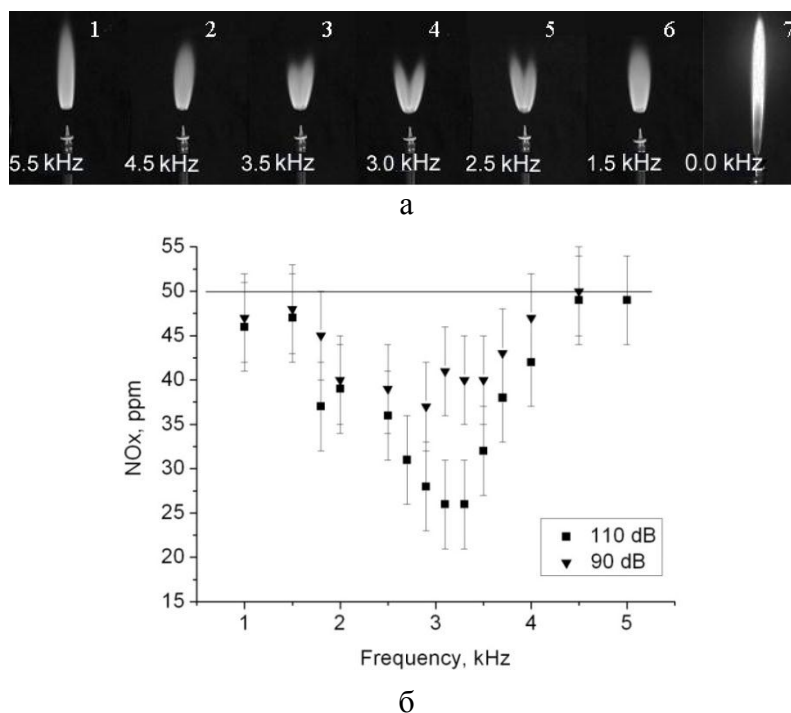 1 2 3 4 5 6 7
5.5 kHz 4.5 kHz 3.5 kHz 3.0 kHz 2.5 kHz 1.5 kHz 0.0 kHz
а
55
50
45
40
35
30
25
20
15
NOx, ppm
110 dB
90 dB
1 2 3 4 5
Frequency, kHz
б